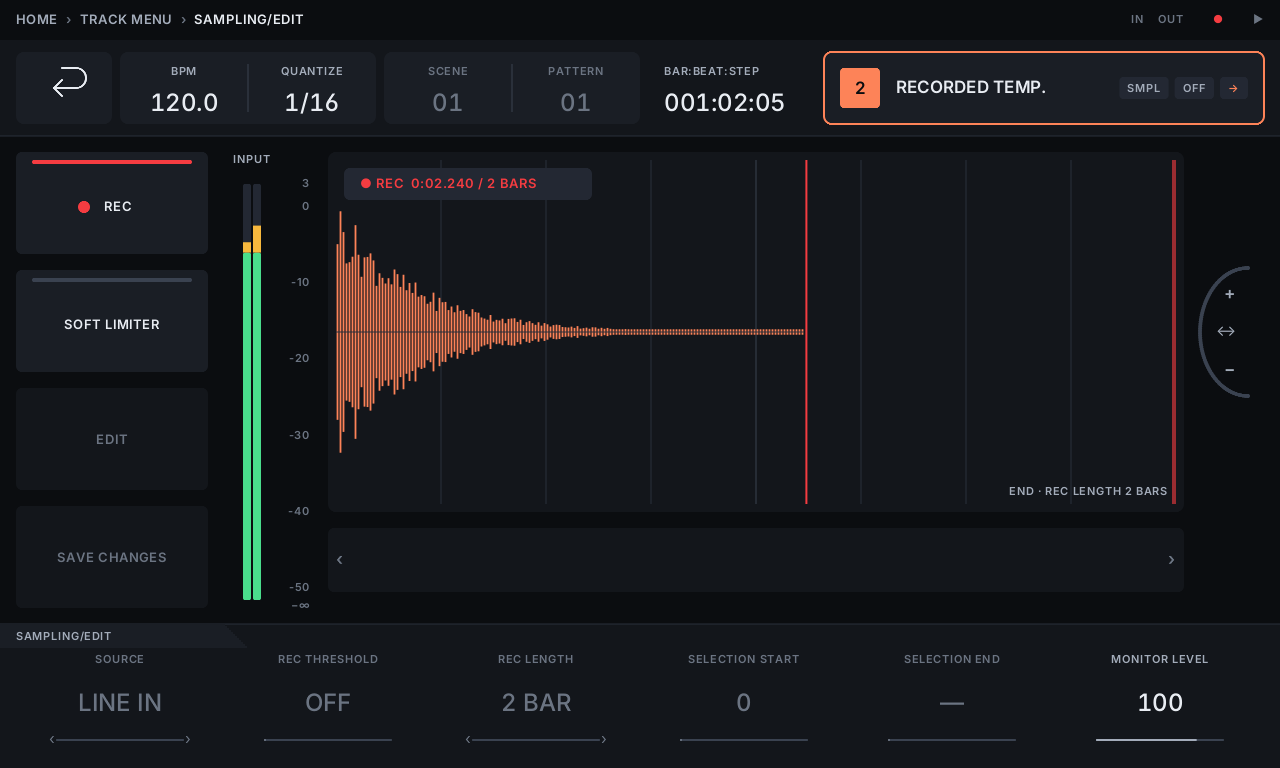 HOME › TRACK MENU › SAMPLING/EDIT
IN OUT
BPM
120.0
QUANTIZE
1/16
SCENE
01
PATTERN
01
BAR:BEAT:STEP
001:02:05
2
RECORDED TEMP.
SMPL
OFF
→
REC
SOFT LIMITER
EDIT
SAVE CHANGES
INPUT
3
0
-10
-20
-30
-40
-50
-∞
REC 0:02.240 / 2 BARS
END · REC LENGTH 2 BARS
‹ ›
+
↔
−
SAMPLING/EDIT
SOURCE
LINE IN
‹ ›
REC THRESHOLD
OFF
REC LENGTH
2 BAR
‹ ›
SELECTION START
0
SELECTION END
—
MONITOR LEVEL
100